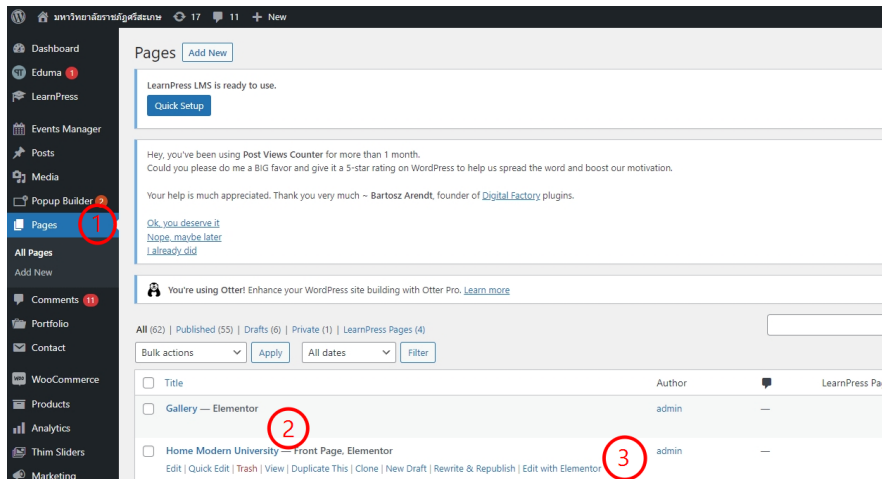 มหาวิทยาลัยราชภัฏศรีสะเกษ 17 11 + New
Dashboard
Eduma 1
LearnPress
Events Manager
Posts
Media
Popup Builder 2
Pages 1
All Pages
Add New
Comments 11
Portfolio
Contact
WooCommerce
Products
Analytics
Thim Sliders
Marketing
Pages Add New
LearnPress LMS is ready to use.
Quick Setup
Hey, you've been using Post Views Counter for more than 1 month.
Could you please do me a BIG favor and give it a 5-star rating on WordPress to help us spread the word and boost our motivation.
Your help is much appreciated. Thank you very much ~ Bartosz Arendt, founder of Digital Factory plugins.
Ok, you deserve it
Nope, maybe later
I already did
You're using Otter! Enhance your WordPress site building with Otter Pro. Learn more
All (62) | Published (55) | Drafts (6) | Private (1) | LearnPress Pages (4)
Bulk actions Apply All dates Filter
Title Author LearnPress Pa
Gallery — Elementor admin —
2
Home Modern University — Front Page, Elementor 3 admin —
Edit | Quick Edit | Trash | View | Duplicate This | Clone | New Draft | Rewrite & Republish | Edit with Elementor